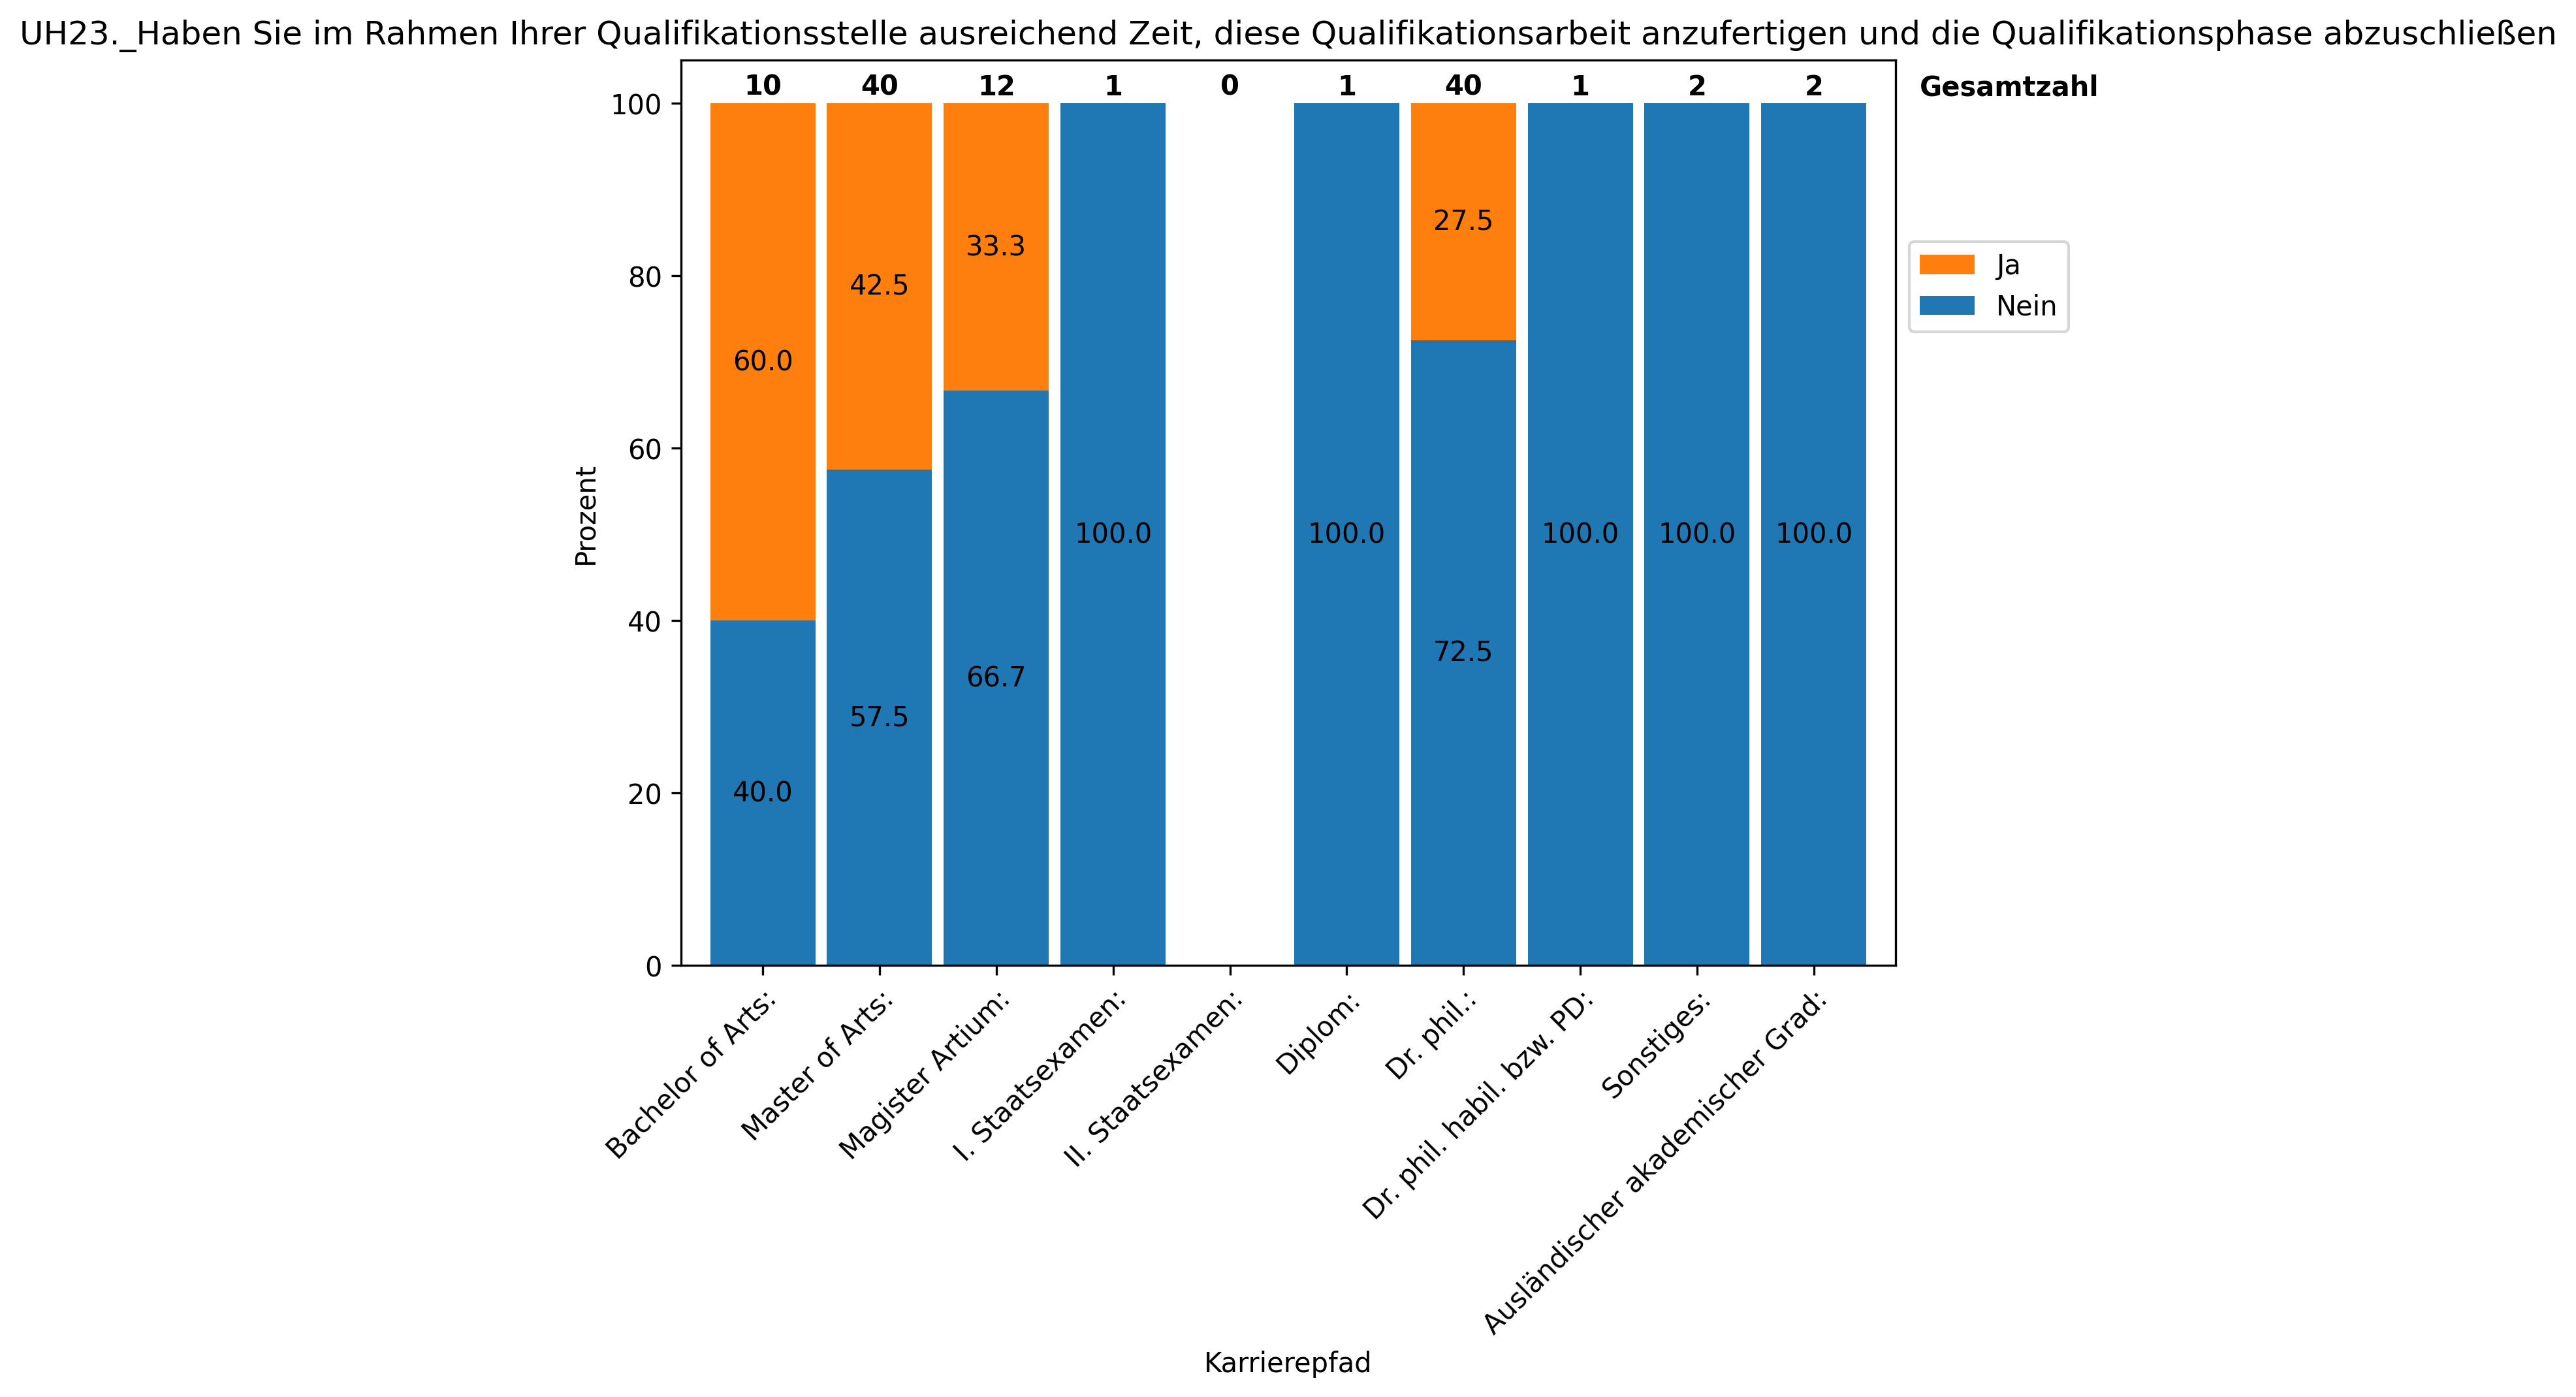 UH23._Haben Sie im Rahmen Ihrer Qualifikationsstelle ausreichend Zeit, diese Qualifikationsarbeit anzufertigen und die Qualifikationsphase abzuschließen
10 40 12 1 0 1 40 1 2 2 Gesamtzahl
100
80
60
40
20
0
Prozent
60.0
40.0
42.5
57.5
33.3
66.7
100.0
100.0
27.5
72.5
100.0
100.0
100.0
Ja
Nein
Bachelor of Arts:
Master of Arts:
Magister Artium:
I. Staatsexamen:
II. Staatsexamen:
Diplom:
Dr. phil.:
Dr. phil. habil. bzw. PD:
Sonstiges:
Ausländischer akademischer Grad:
Karrierepfad